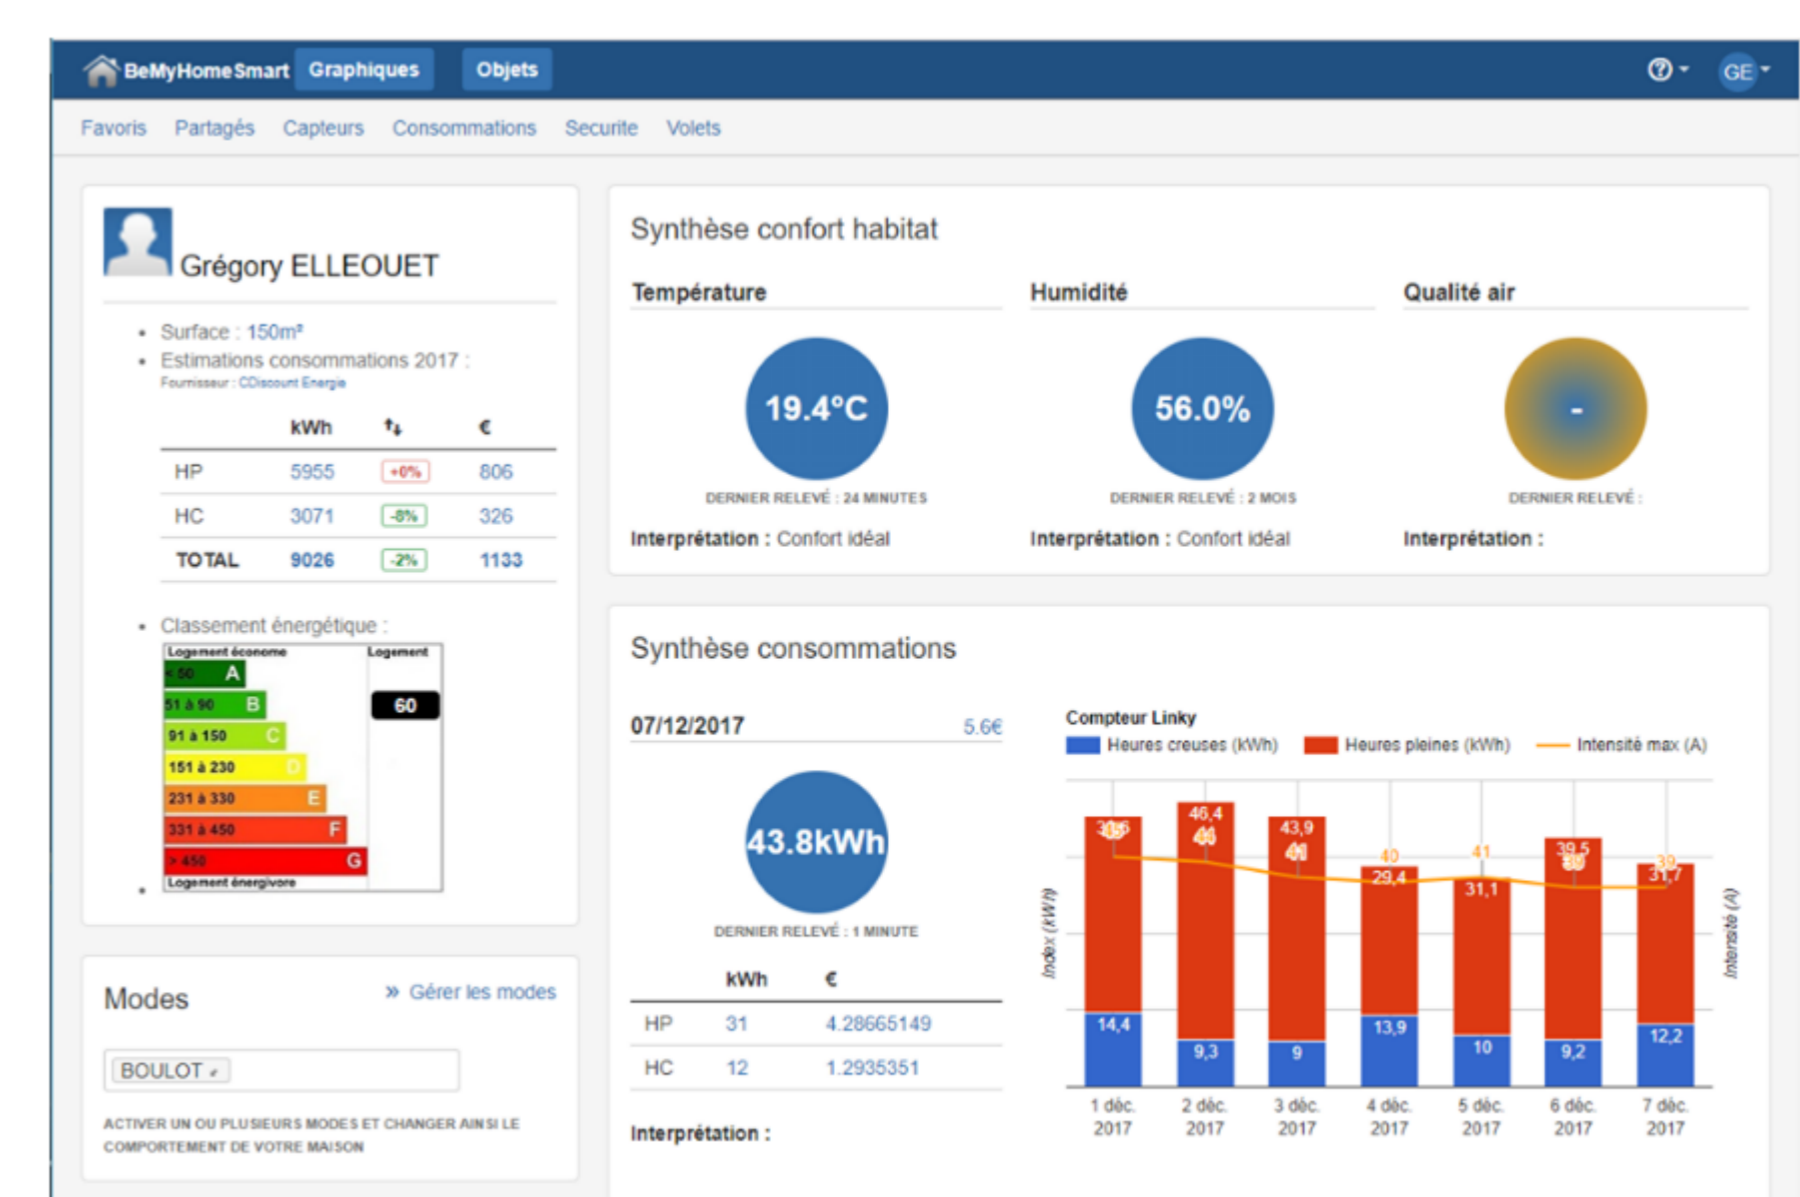 BeMyHomeSmart Graphiques Objets GE
Favoris Partagés Capteurs Consommations Securite Volets
Grégory ELLEOUET
Surface : 150m²
Estimations consommations 2017 :
Fournisseur : CDiscount Energie
kWh €
HP 5955 +0% 806
HC 3071 -8% 326
TOTAL 9026 -2% 1133
Classement énergétique :
Logement économe Logement
< 50 A
51 à 90 B 60
91 à 150 C
151 à 230 D
231 à 330 E
331 à 450 F
> 450 G
Logement énergivore
Modes » Gérer les modes
BOULOT
ACTIVER UN OU PLUSIEURS MODES ET CHANGER AINSI LE
COMPORTEMENT DE VOTRE MAISON
Synthèse confort habitat
Température Humidité Qualité air
19.4°C 56.0% -
DERNIER RELEVÉ : 24 MINUTES DERNIER RELEVÉ : 2 MOIS DERNIER RELEVÉ :
Interprétation : Confort idéal Interprétation : Confort idéal Interprétation :
Synthèse consommations
07/12/2017 5.6€
43.8kWh
DERNIER RELEVÉ : 1 MINUTE
kWh €
HP 31 4.28665149
HC 12 1.2935351
Interprétation :
Compteur Linky
Heures creuses (kWh) Heures pleines (kWh) Intensité max (A)
Index (kWh)
46,4 43,9 39,5
45 44 41 40 41 39 39
29,4 31,1 31,7
14,4 9,3 9 13,9 10 9,2 12,2
Intensité (A)
1 déc. 2 déc. 3 déc. 4 déc. 5 déc. 6 déc. 7 déc.
2017 2017 2017 2017 2017 2017 2017